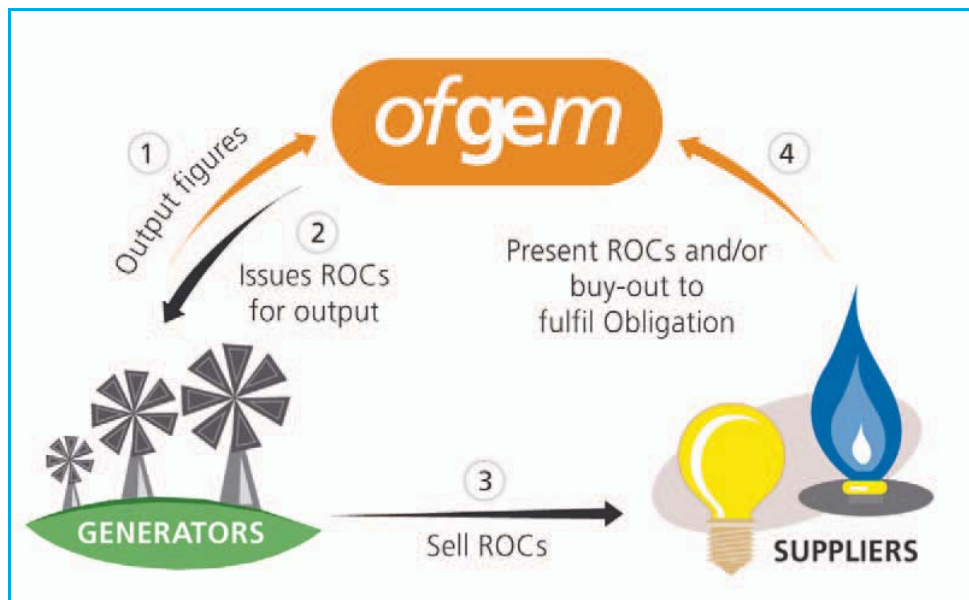 ofgem
1
Output figures
2
Issues ROCs
for output
4
Present ROCs and/or
buy-out to
fulfil Obligation
GENERATORS
3
Sell ROCs
SUPPLIERS